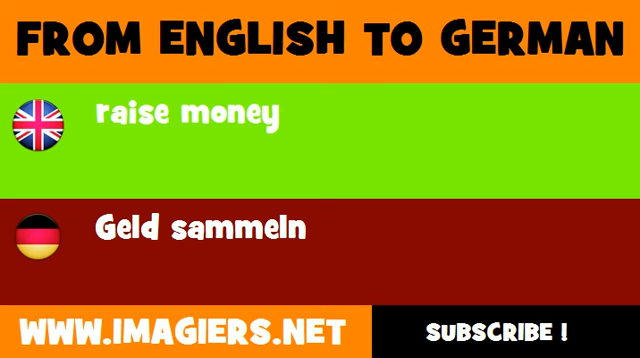 FROM ENGLISH TO GERMAN
raise money
Geld sammeln
WWW.IMAGIERS.NET
SUBSCRIBE !